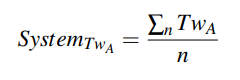 System_{Tw_A} = \frac{\sum_n Tw_A}{n}